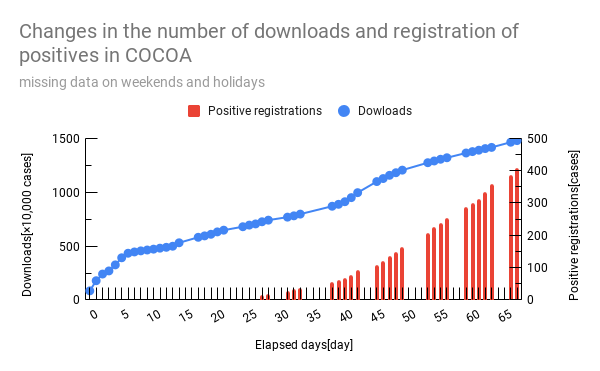 Changes in the number of downloads and registration of
positives in COCOA
missing data on weekends and holidays
Positive registrations Dowloads
1500 500
400
1000 300
200
500 100
0 0
Downloads[×10,000 cases]
Positive registrations[cases]
0 5 10 15 20 25 30 35 40 45 50 55 60 65
Elapsed days[day]